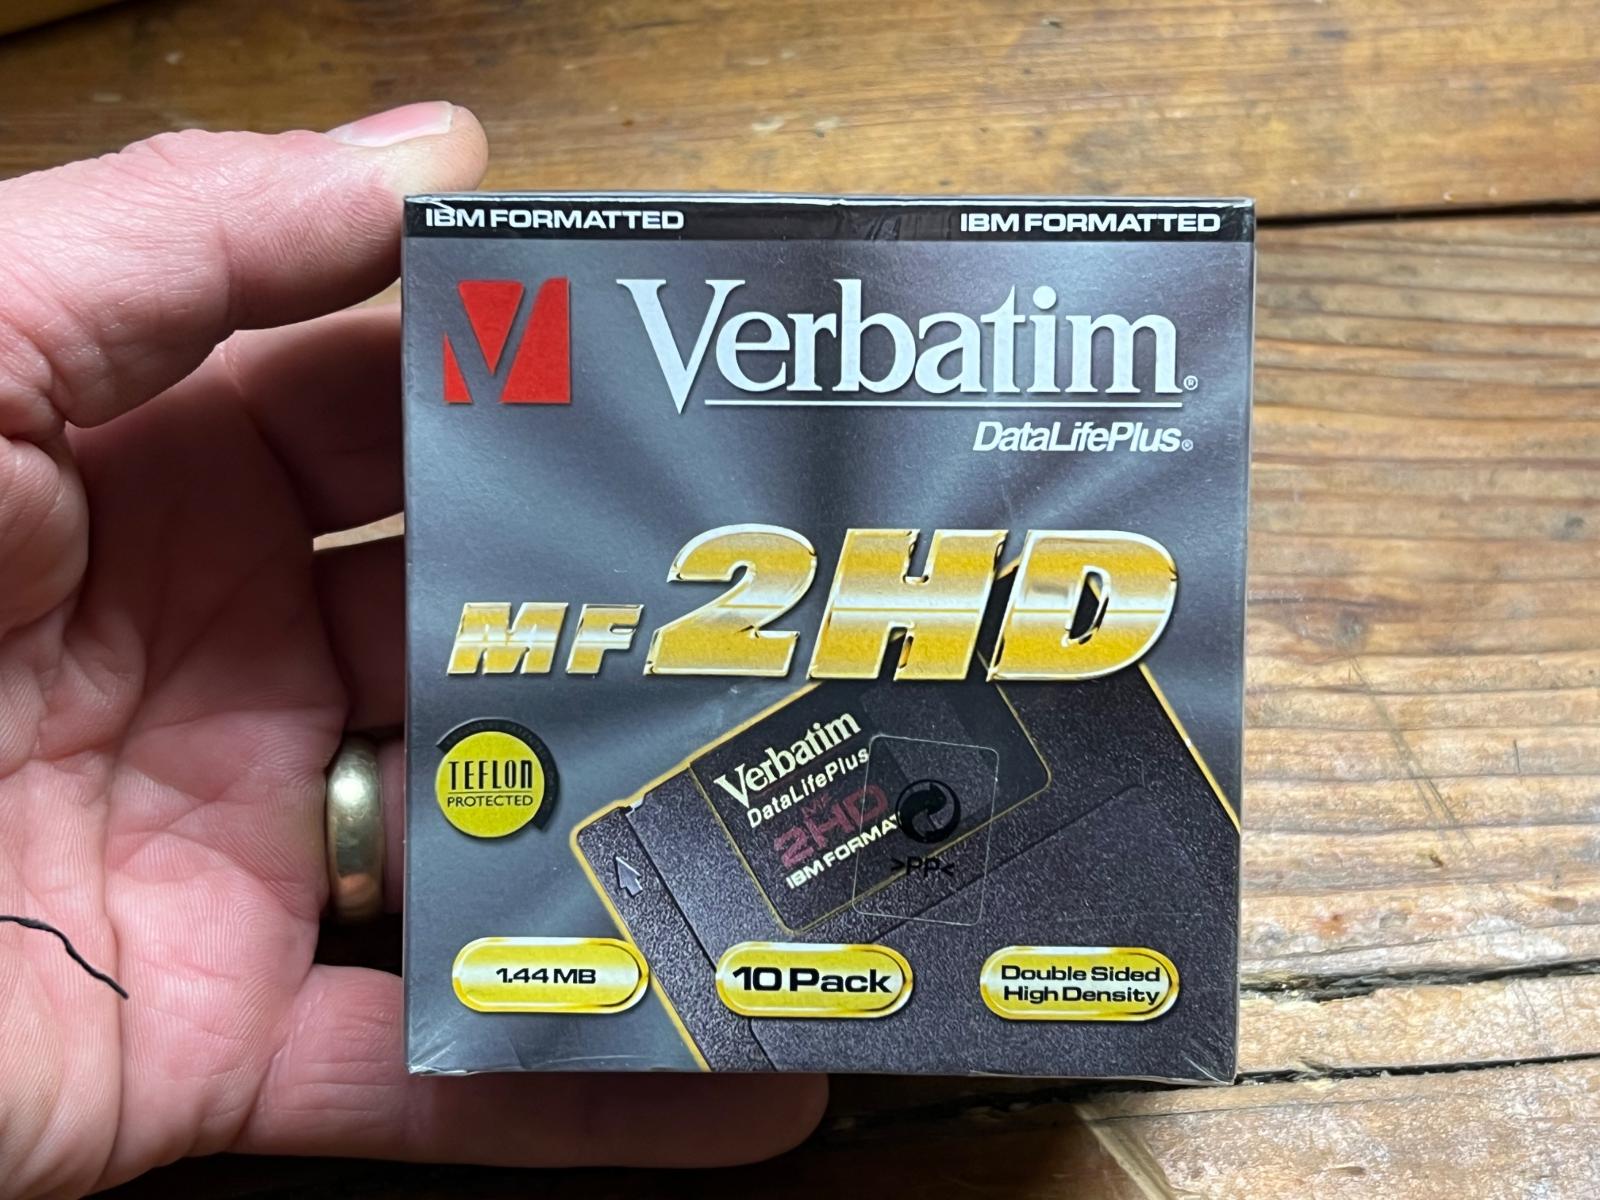 IBM FORMATTED IBM FORMATTED
Verbatim®
DataLifePlus®
MF 2HD
TEFLON
PROTECTED
Verbatim
DataLifePlus
MF
2HD
IBM FORMAT
>PP<
1.44 MB
10 Pack
Double Sided
High Density